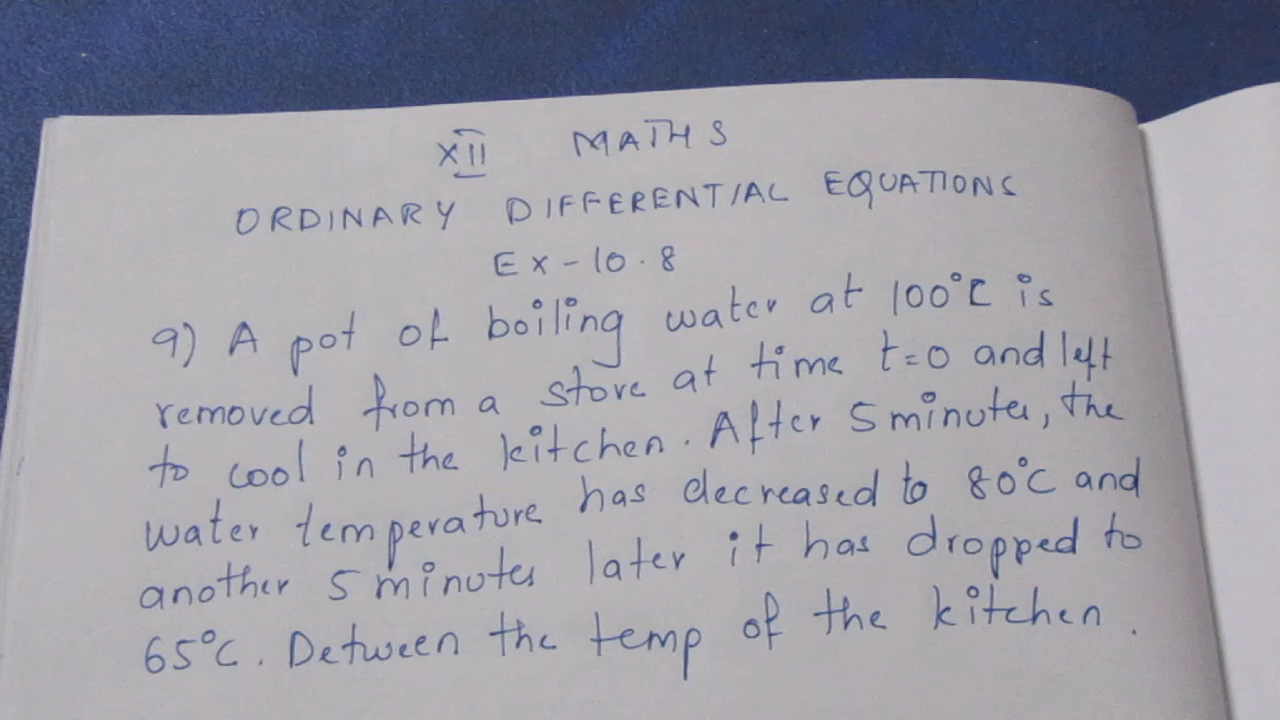 XII MATHS
ORDINARY DIFFERENTIAL EQUATIONS
EX-10.8
9) A pot of boiling water at 100°C is
removed from a stove at time t=0 and left
to cool in the kitchen. After 5 minutes, the
water temperature has decreased to 80°C and
another 5 minutes later it has dropped to
65°C. Detween the temp of the kitchen.